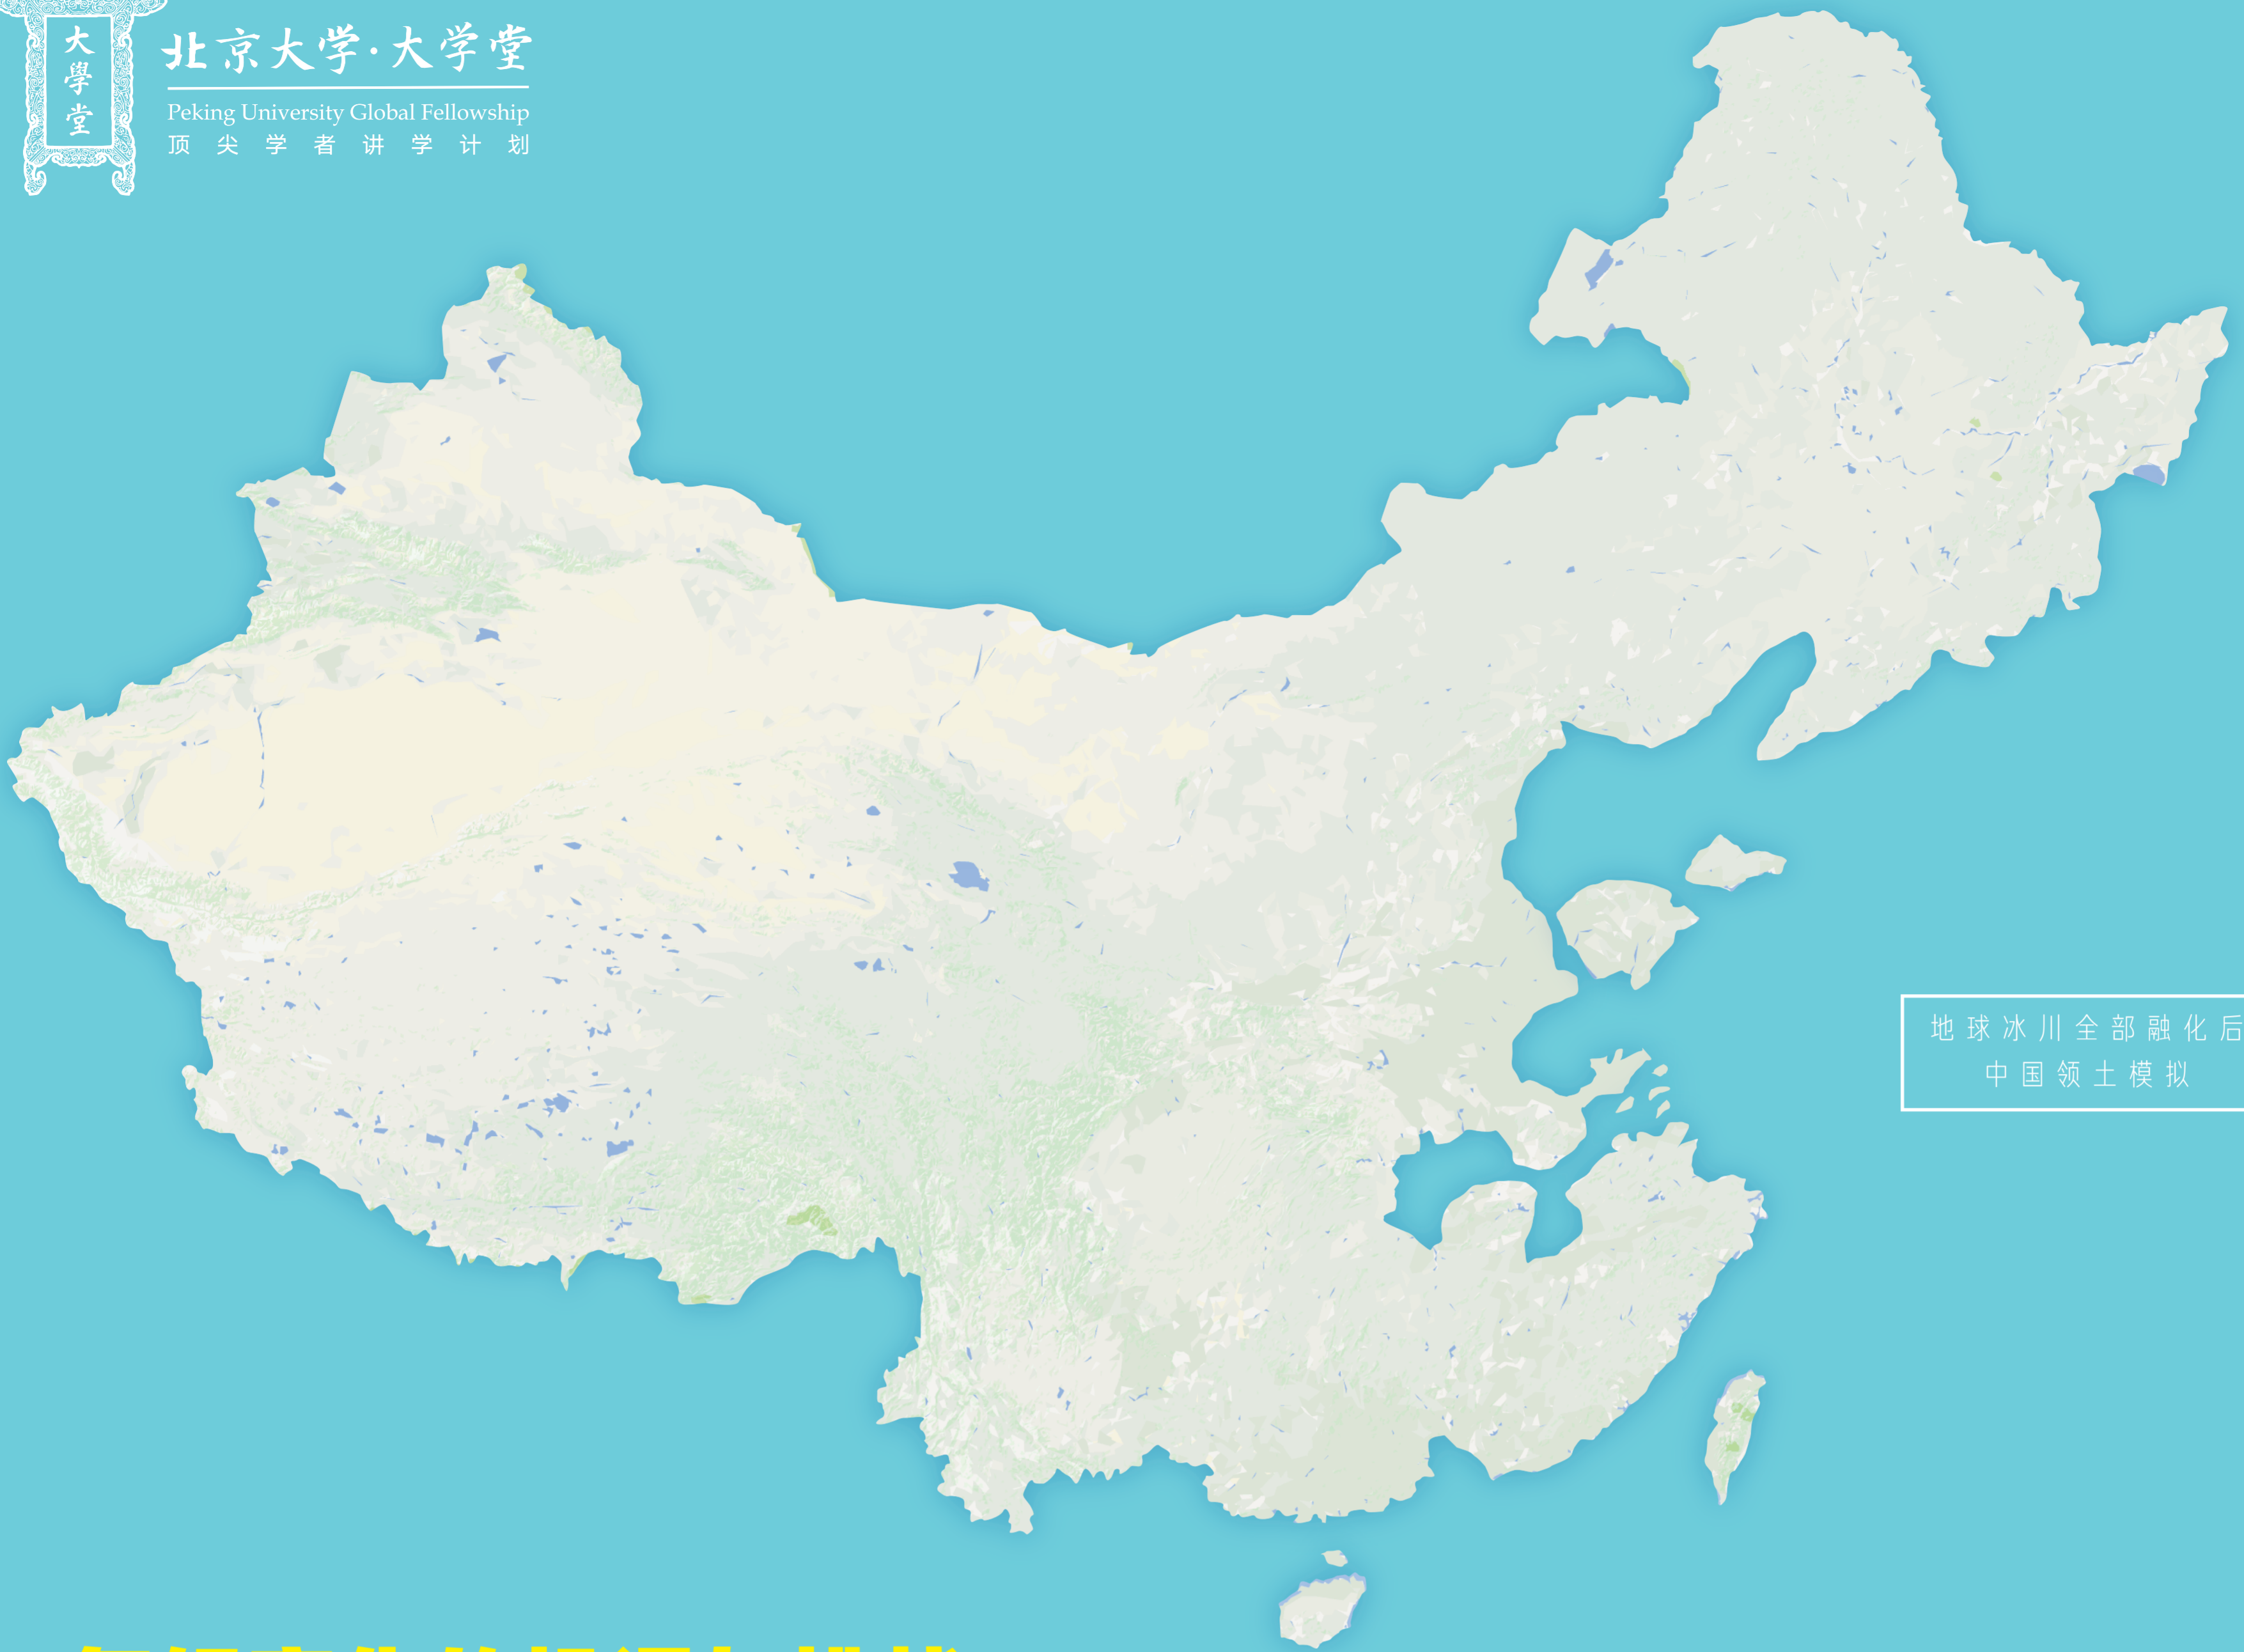 大學堂
北京大学·大学堂
Peking University Global Fellowship
顶尖学者讲学计划
地球冰川全部融化后
中国领土模拟